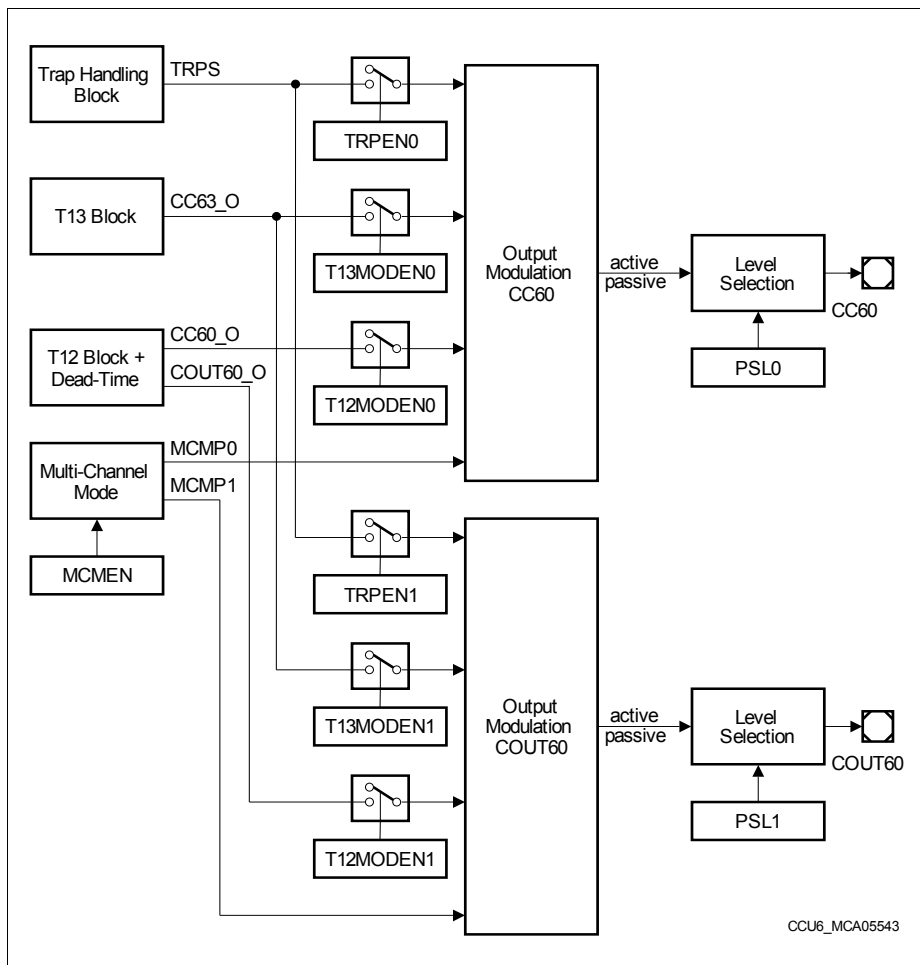 Trap Handling
Block
TRPS
TRPEN0
T13 Block
CC63_O
T13MODEN0
T12 Block +
Dead-Time
CC60_O
COUT60_O
T12MODEN0
Multi-Channel
Mode
MCMP0
MCMP1
MCMEN
Output
Modulation
CC60
active
passive
Level
Selection
CC60
PSL0
TRPEN1
T13MODEN1
T12MODEN1
Output
Modulation
COUT60
active
passive
Level
Selection
COUT60
PSL1
CCU6_MCA05543